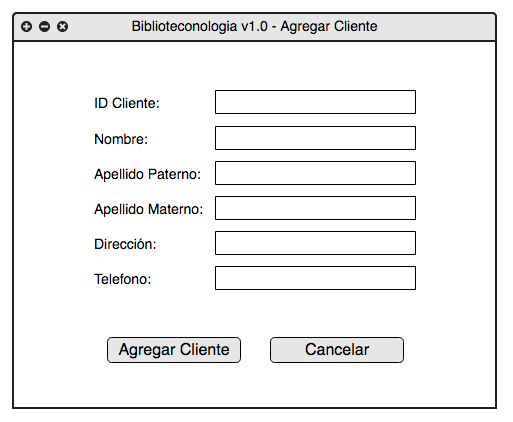 Biblioteconologia v1.0 - Agregar Cliente
ID Cliente:
Nombre:
Apellido Paterno:
Apellido Materno:
Dirección:
Telefono:
Agregar Cliente
Cancelar